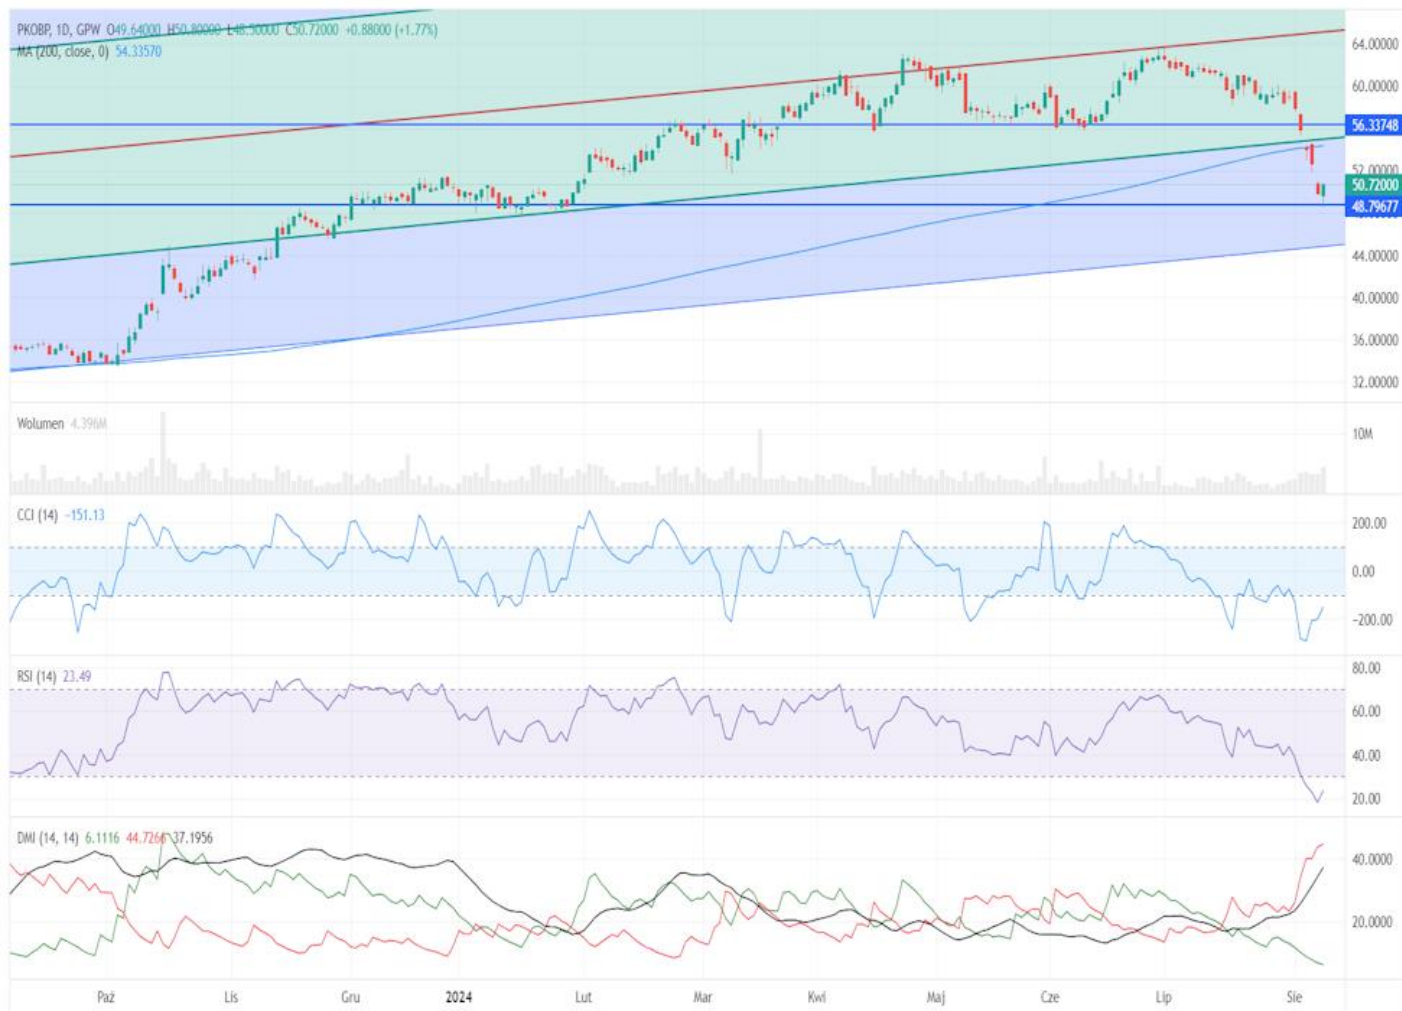 PKOBP, 1D, GPW O49.64000 H50.80000 L48.50000 C50.72000 +0.88000 (+1.77%)
MA (200, close, 0) 54.33570
64.00000
60.00000
56.33748
52.00000
50.72000
48.79677
44.00000
40.00000
36.00000
32.00000
Wolumen 4.396M
10M
CCI (14) -151.13
200.00
0.00
-200.00
RSI (14) 23.49
80.00
60.00
40.00
20.00
DMI (14, 14) 6.1116 44.7266 37.1956
40.0000
20.0000
Paź Lis Gru 2024 Lut Mar Kwi Maj Cze Lip Sie